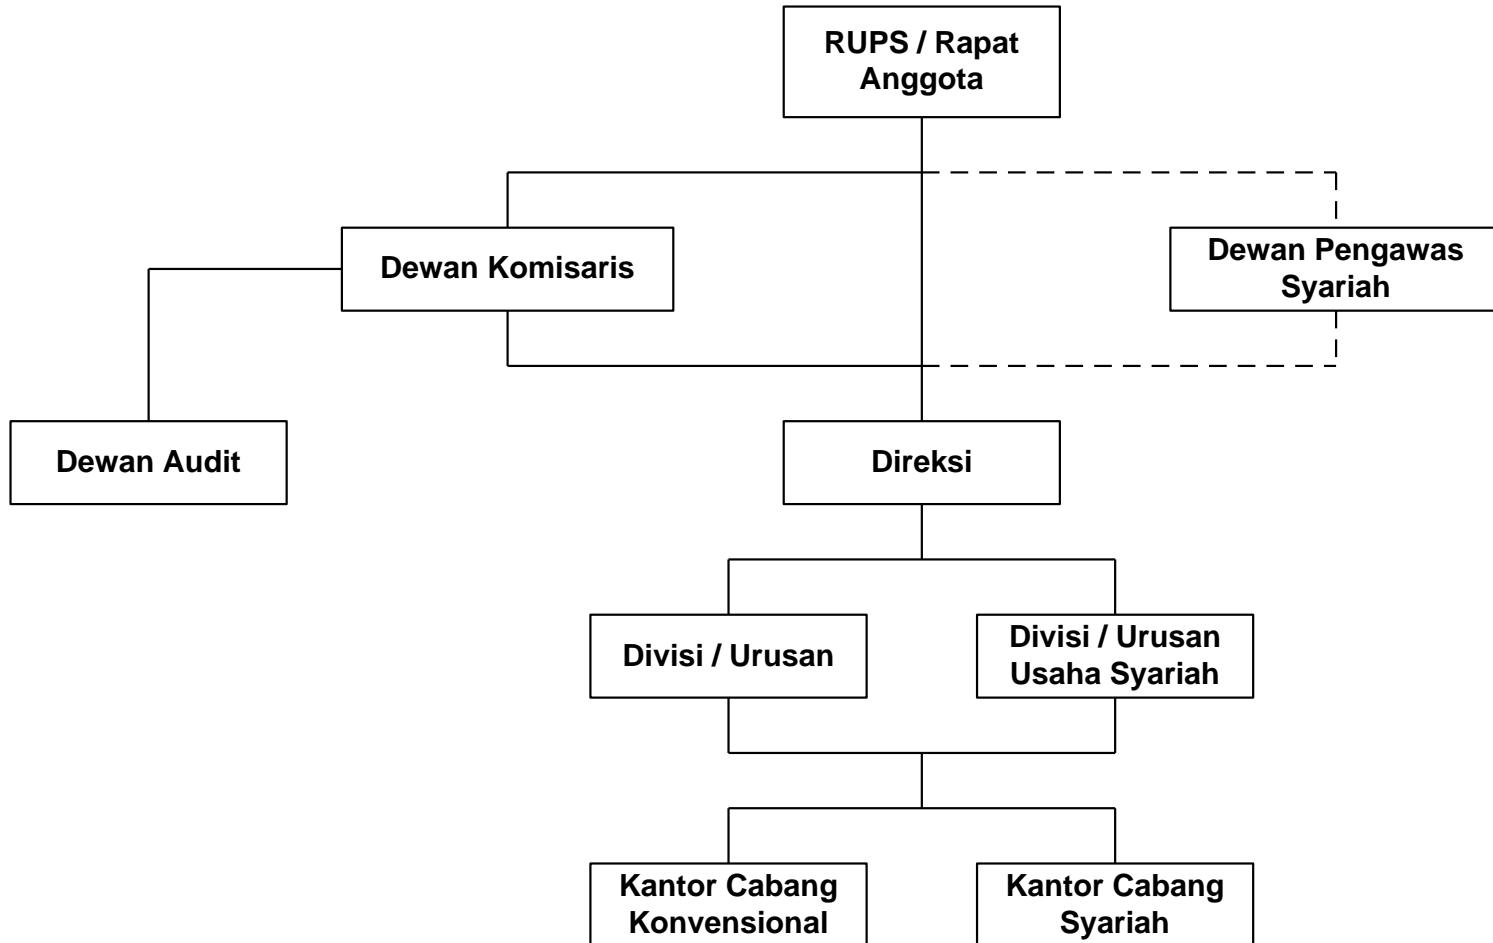 RUPS / Rapat
Anggota
Dewan Komisaris
Dewan Pengawas
Syariah
Dewan Audit
Direksi
Divisi / Urusan
Divisi / Urusan
Usaha Syariah
Kantor Cabang
Konvensional
Kantor Cabang
Syariah